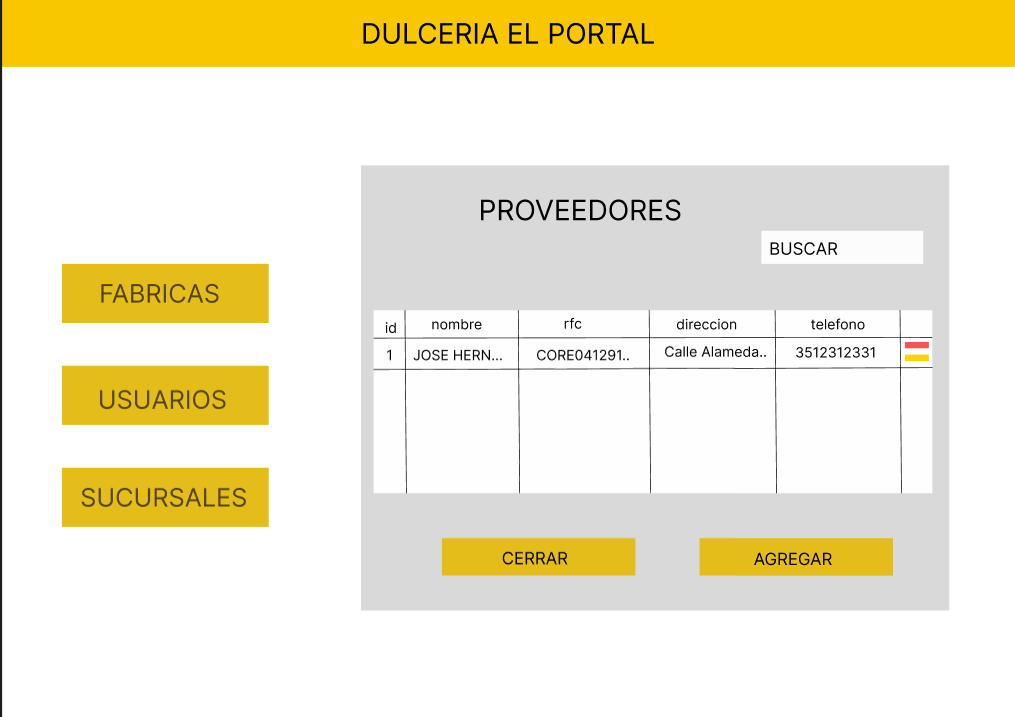 DULCERIA EL PORTAL
PROVEEDORES
BUSCAR
FABRICAS
USUARIOS
SUCURSALES
id nombre rfc direccion telefono
1 JOSE HERN... CORE041291.. Calle Alameda.. 3512312331
CERRAR AGREGAR